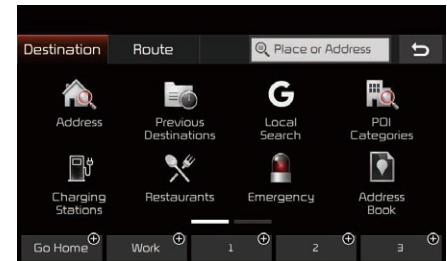 Destination
Route
Place or Address
G
Address
Previous
Destinations
Local
Search
POI
Categories
Charging
Stations
Restaurants
Emergency
Address
Book
Go Home
Work
1
2
3